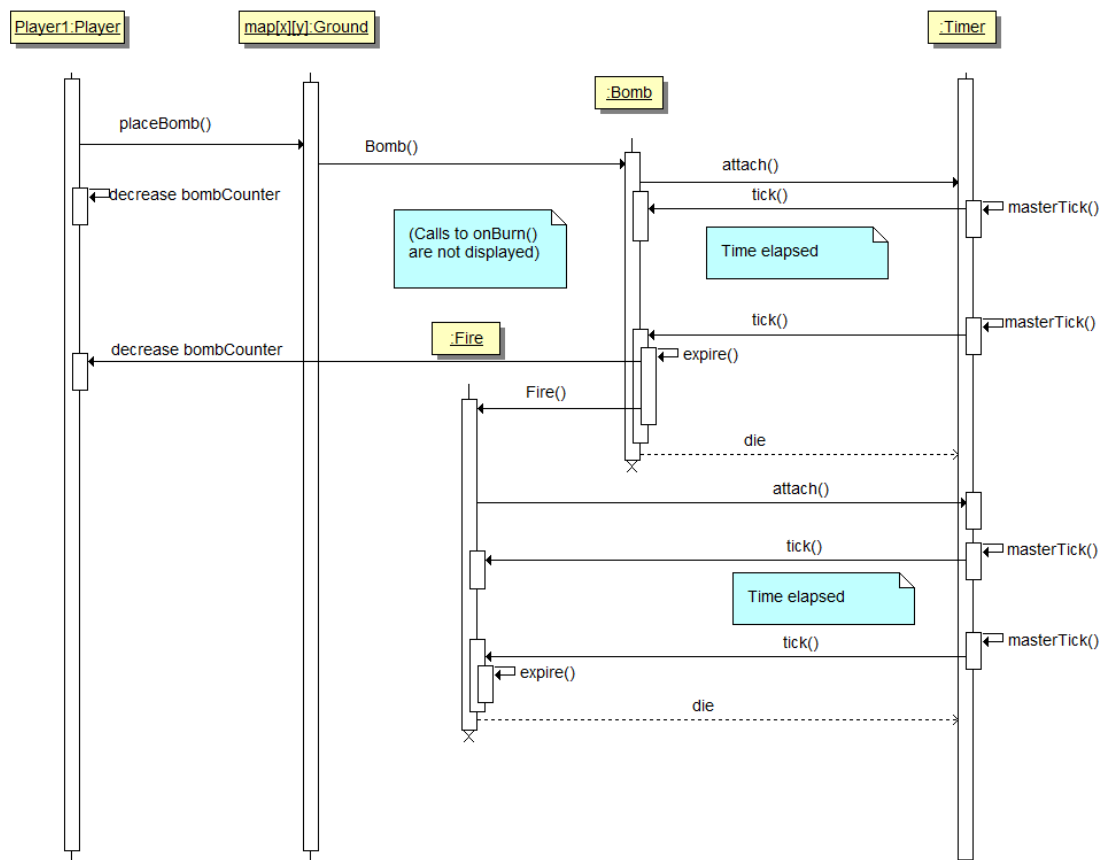 Player1:Player
map[x][y]:Ground
:Timer
:Bomb
placeBomb()
Bomb()
attach()
decrease bombCounter
tick()
masterTick()
(Calls to onBurn()
are not displayed)
Time elapsed
tick()
masterTick()
:Fire
decrease bombCounter
expire()
Fire()
die
attach()
tick()
masterTick()
Time elapsed
tick()
masterTick()
expire()
die